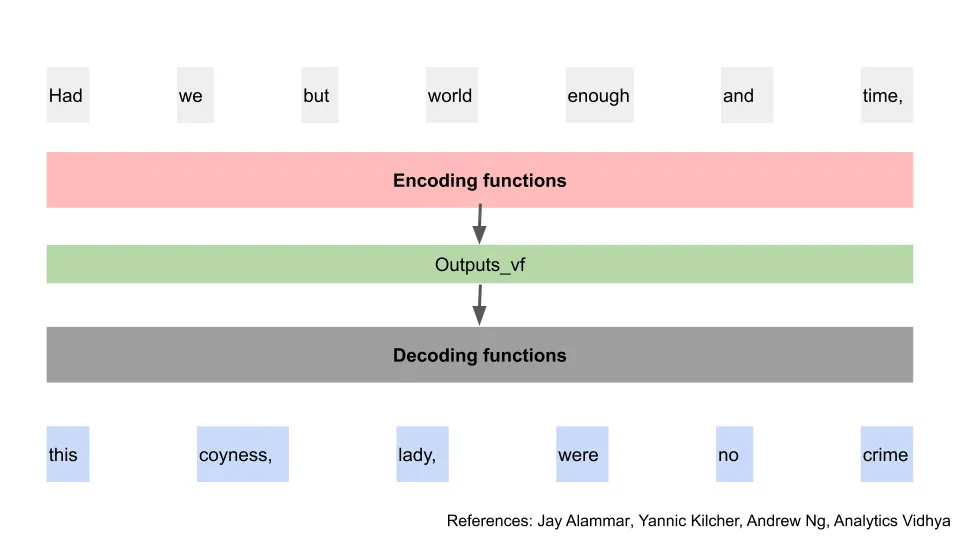 Had we but world enough and time,
Encoding functions
Outputs_vf
Decoding functions
this coyness, lady, were no crime
References: Jay Alammar, Yannic Kilcher, Andrew Ng, Analytics Vidhya